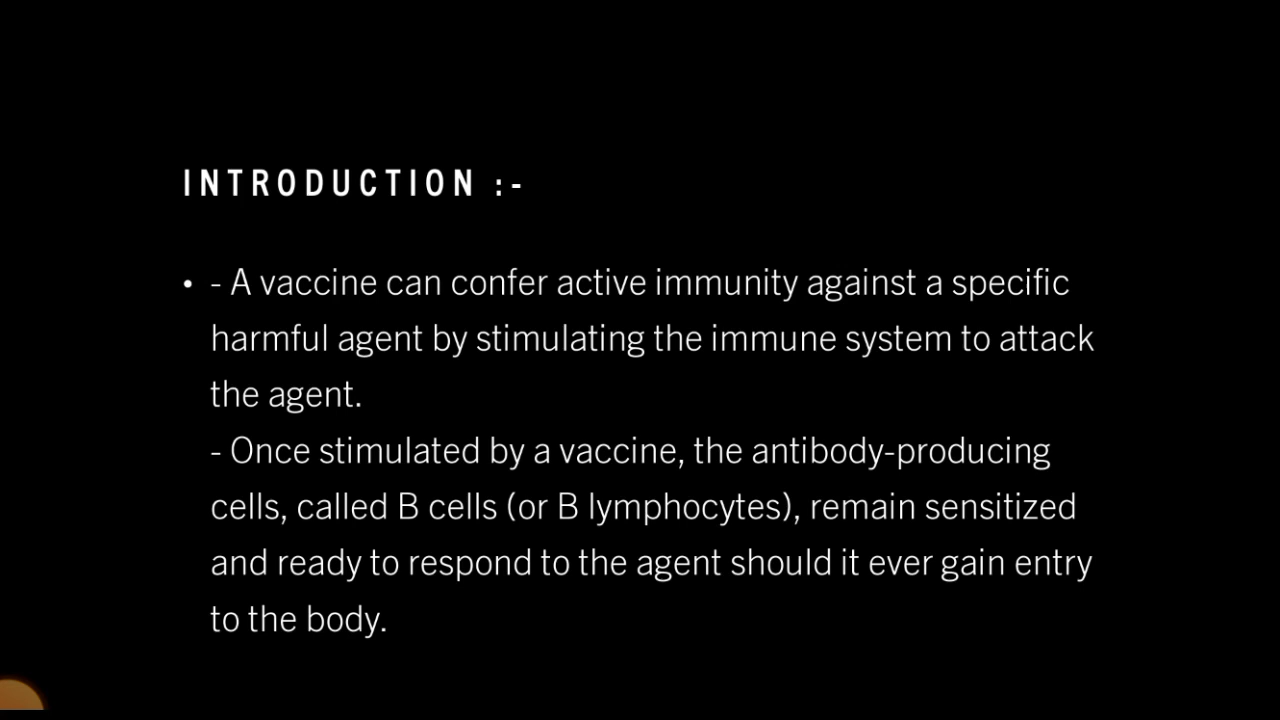 INTRODUCTION :-
• - A vaccine can confer active immunity against a specific
harmful agent by stimulating the immune system to attack
the agent.
- Once stimulated by a vaccine, the antibody-producing
cells, called B cells (or B lymphocytes), remain sensitized
and ready to respond to the agent should it ever gain entry
to the body.